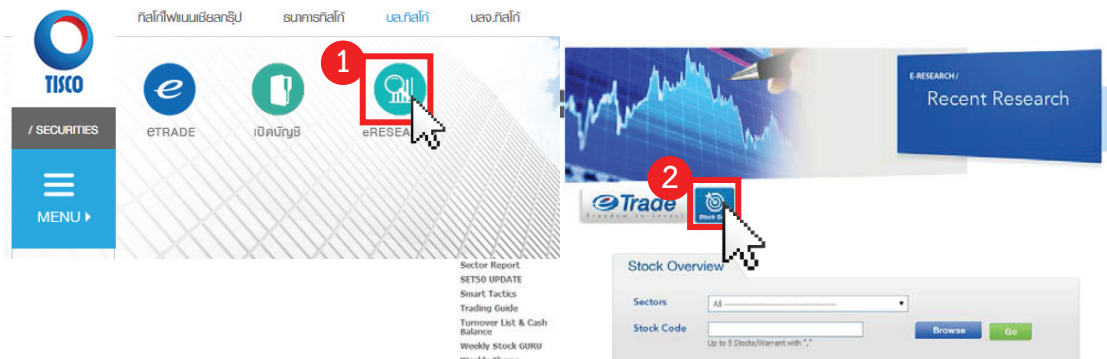 ทิสโก้ไฟแนนเชียลกรุ๊ป ธนาคารทิสโก้ บล.ทิสโก้ บลจ.ทิสโก้
TISCO
/ SECURITIES
MENU
1
e
eTRADE
เปิดบัญชี
eRESEA
E-RESEARCH/
Recent Research
2
eTrade
Freedom to Invest
Stock
Sector Report
SET50 UPDATE
Smart Tactics
Trading Guide
Turnover List & Cash
Balance
Weekly Stock GURU
Stock Overview
Sectors All
Stock Code Browse Go
Up to 5 Stocks/Warrant with ","